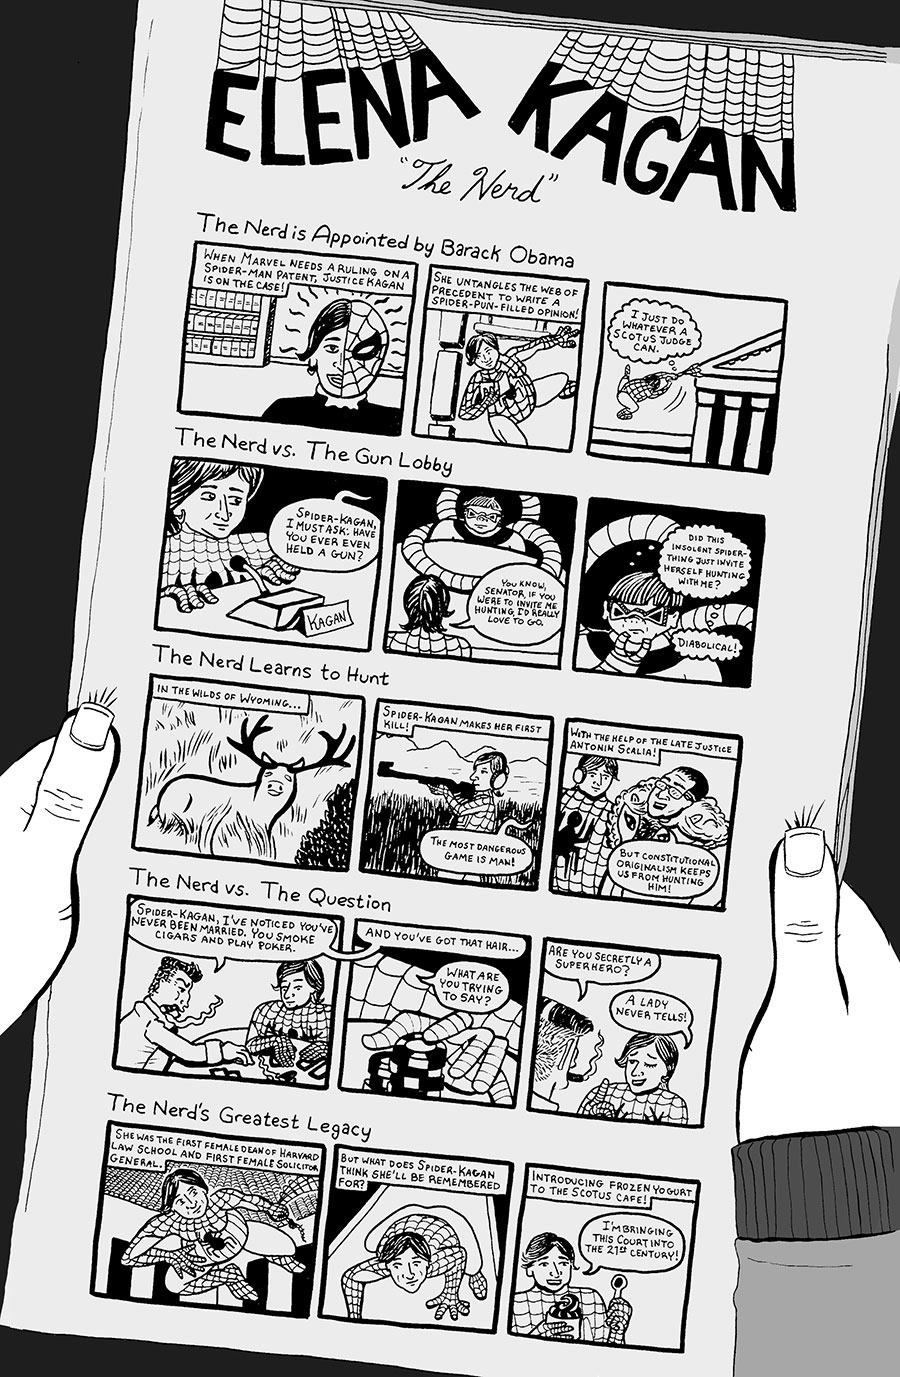 ELENA KAGAN
"The Nerd"
The Nerd is Appointed by Barack Obama
WHEN MARVEL NEEDS A RULING ON A
SPIDER-MAN PATENT, JUSTICE KAGAN
IS ON THE CASE!
SHE UNTANGLES THE WEB OF
PRECEDENT TO WRITE A
SPIDER-PUN-FILLED OPINION!
I JUST DO
WHATEVER A
SCOTUS JUDGE
CAN.
The Nerd vs. The Gun Lobby
SPIDER-KAGAN,
I MUST ASK: HAVE
YOU EVER EVEN
HELD A GUN?
KAGAN
YOU KNOW,
SENATOR, IF YOU
WERE TO INVITE ME
HUNTING, I'D REALLY
LOVE TO GO.
DID THIS
INSOLENT SPIDER-
THING JUST INVITE
HERSELF HUNTING
WITH ME?
DIABOLICAL!
The Nerd Learns to Hunt
IN THE WILDS OF WYOMING...
SPIDER-KAGAN MAKES HER FIRST
KILL!
THE MOST DANGEROUS
GAME IS MAN!
WITH THE HELP OF THE LATE JUSTICE
ANTONIN SCALIA!
BUT CONSTITUTIONAL
ORIGINALISM KEEPS
US FROM HUNTING
HIM!
The Nerd vs. The Question
SPIDER-KAGAN, I'VE NOTICED YOU'VE
NEVER BEEN MARRIED. YOU SMOKE
CIGARS AND PLAY POKER.
AND YOU'VE GOT THAT HAIR...
WHAT ARE
YOU TRYING
TO SAY?
ARE YOU SECRETLY A
SUPERHERO?
A LADY
NEVER TELLS!
The Nerd's Greatest Legacy
SHE WAS THE FIRST FEMALE DEAN OF HARVARD
LAW SCHOOL AND FIRST FEMALE SOLICITOR
GENERAL.
BUT WHAT DOES SPIDER-KAGAN
THINK SHE'LL BE REMEMBERED
FOR?
INTRODUCING FROZEN YOGURT
TO THE SCOTUS CAFE!
I'M BRINGING
THIS COURT INTO
THE 21ST CENTURY!